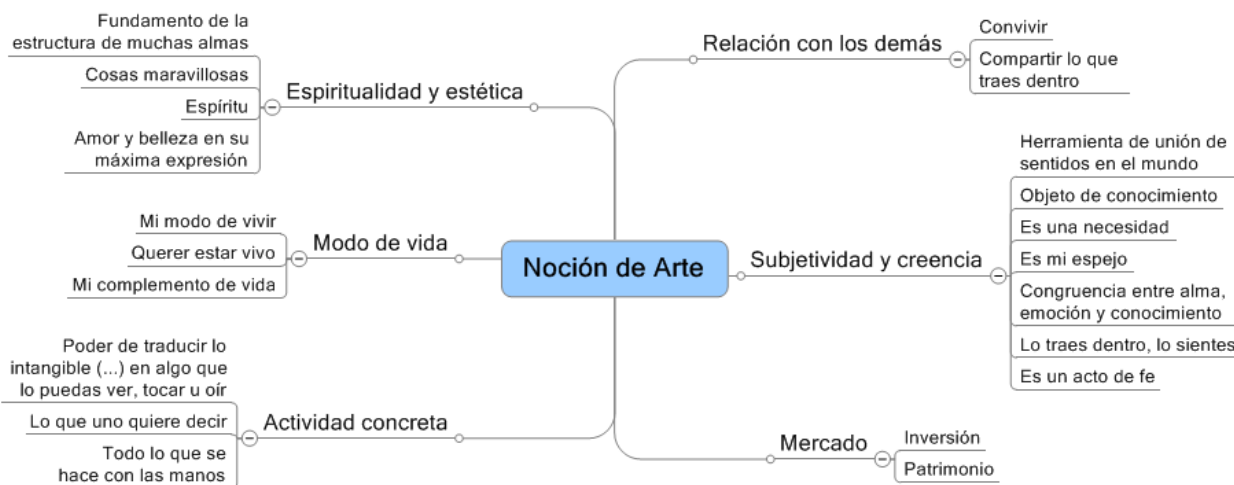 Fundamento de la
estructura de muchas almas
Cosas maravillosas
Espíritu
Amor y belleza en su
máxima expresión
Espiritualidad y estética
Mi modo de vivir
Querer estar vivo
Mi complemento de vida
Modo de vida
Poder de traducir lo
intangible (...) en algo que
lo puedas ver, tocar u oír
Lo que uno quiere decir
Todo lo que se
hace con las manos
Actividad concreta
Noción de Arte
Relación con los demás
Convivir
Compartir lo que
traes dentro
Subjetividad y creencia
Herramienta de unión de
sentidos en el mundo
Objeto de conocimiento
Es una necesidad
Es mi espejo
Congruencia entre alma,
emoción y conocimiento
Lo traes dentro, lo sientes
Es un acto de fe
Mercado
Inversión
Patrimonio